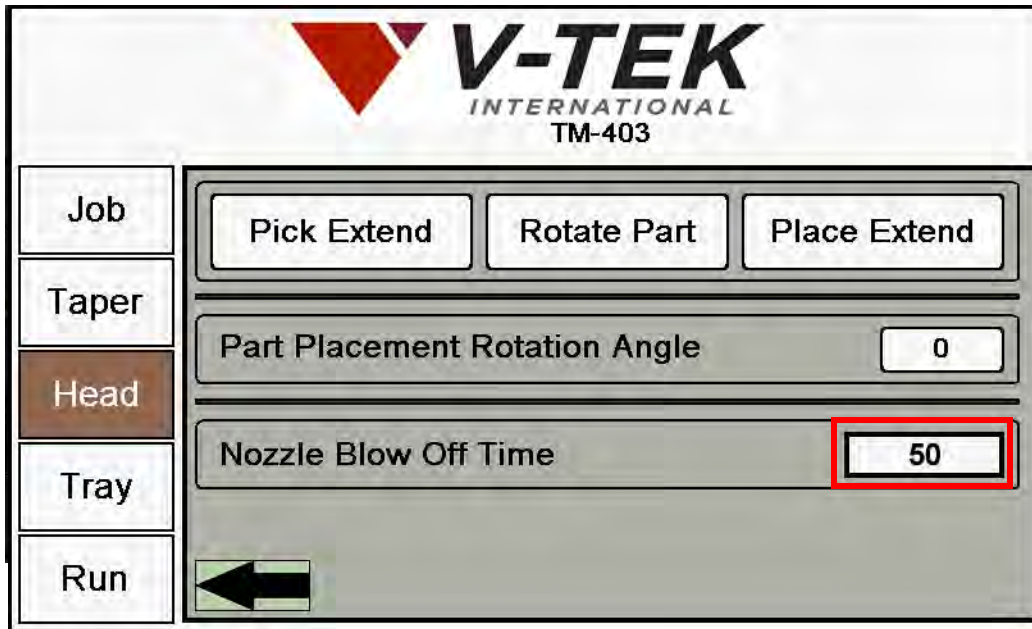 V-TEK
INTERNATIONAL
TM-403
Job
Taper
Head
Tray
Run
Pick Extend
Rotate Part
Place Extend
Part Placement Rotation Angle
0
Nozzle Blow Off Time
50